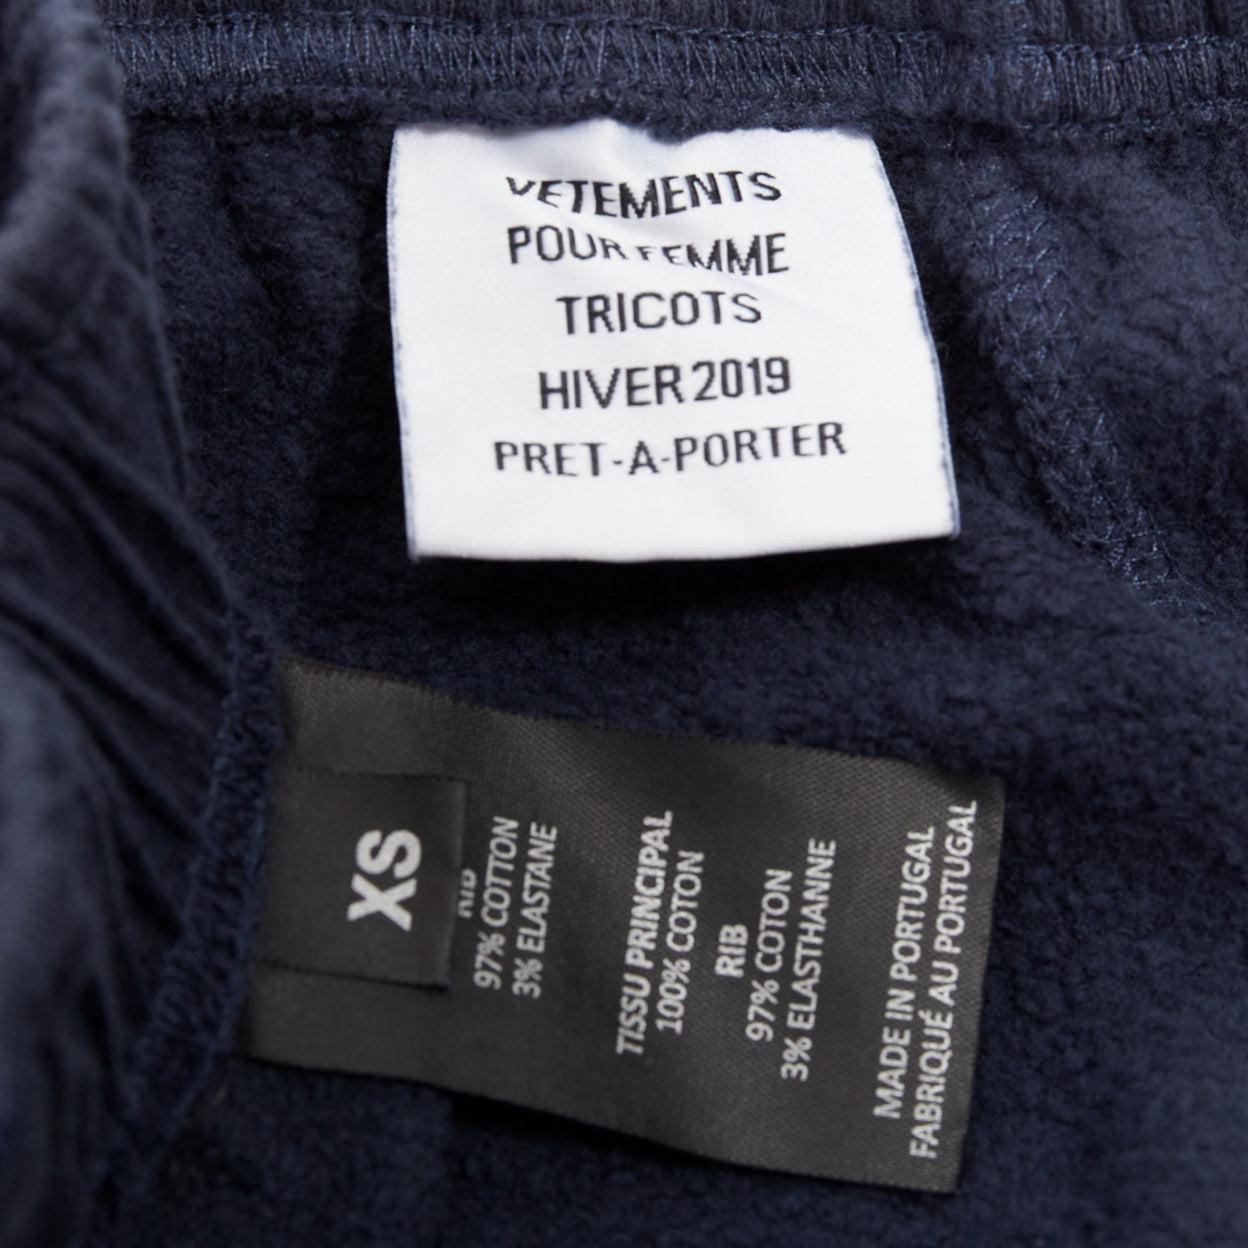 VETEMENTS
POUR FEMME
TRICOTS
HIVER 2019
PRET-A-PORTER
XS
RIB
97% COTTON
3% ELASTANE
TISSU PRINCIPAL
100% COTON
RIB
97% COTON
3% ELASTHANNE
MADE IN PORTUGAL
FABRIQUÉ AU PORTUGAL